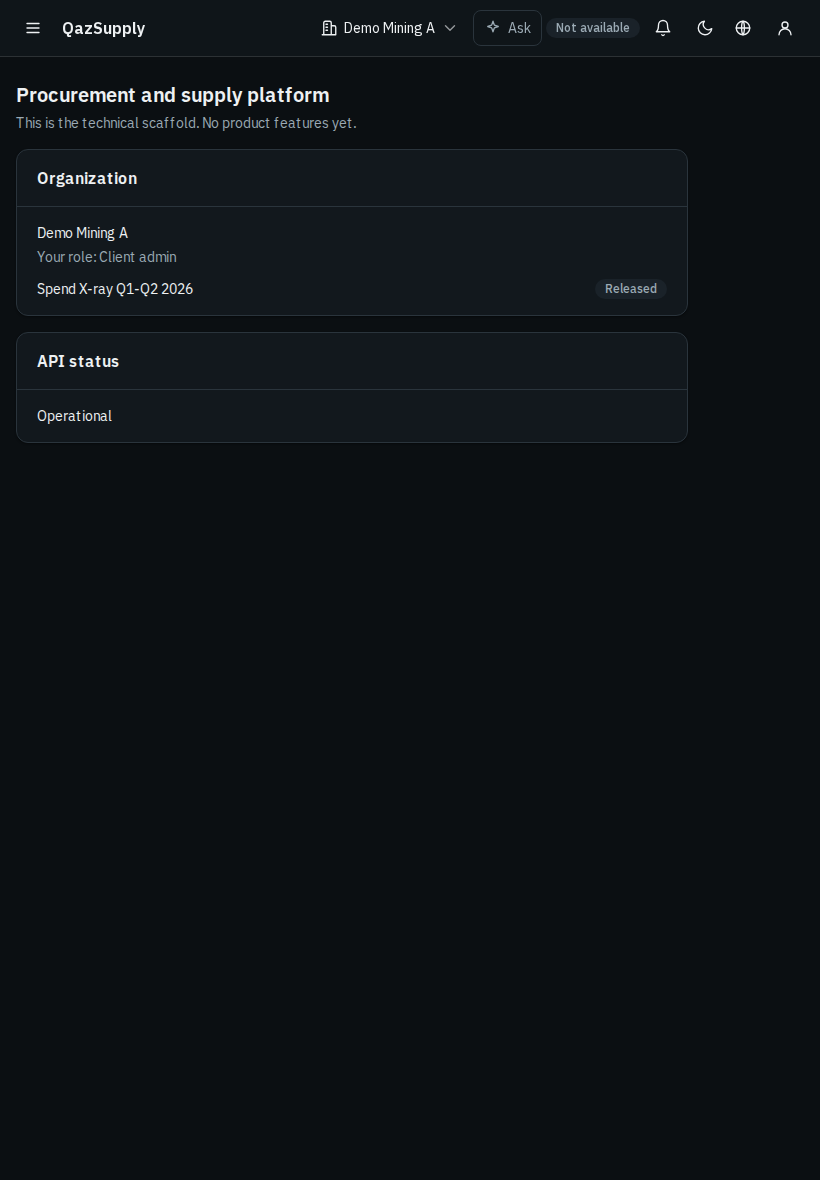 QazSupply
Demo Mining A
Ask
Not available
Procurement and supply platform
This is the technical scaffold. No product features yet.
Organization
Demo Mining A
Your role: Client admin
Spend X-ray Q1-Q2 2026
Released
API status
Operational